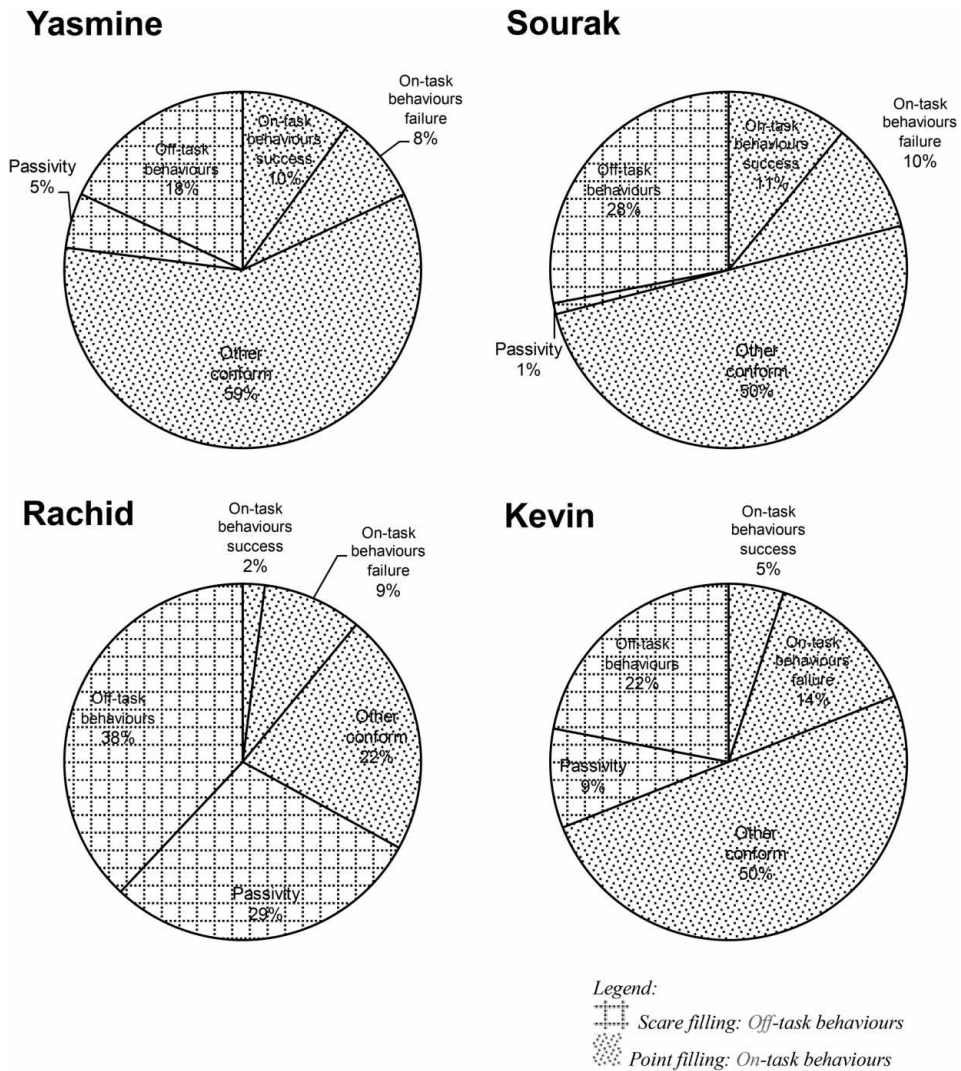 Yasmine
On-task
behaviours
failure
8%
On-task
behaviours
success
10%
Off-task
behaviours
18%
Passivity
5%
Other
conform
59%
Sourak
On-task
behaviours
failure
10%
On-task
behaviours
success
11%
Off-task
behaviours
28%
Passivity
1%
Other
conform
50%
Rachid
On-task
behaviours
success
2%
On-task
behaviours
failure
9%
Off-task
behaviours
38%
Other
conform
22%
Passivity
29%
Kevin
On-task
behaviours
success
5%
On-task
behaviours
failure
14%
Off-task
behaviours
22%
Passivity
9%
Other
conform
50%
Legend:
Scare filling: Off-task behaviours
Point filling: On-task behaviours